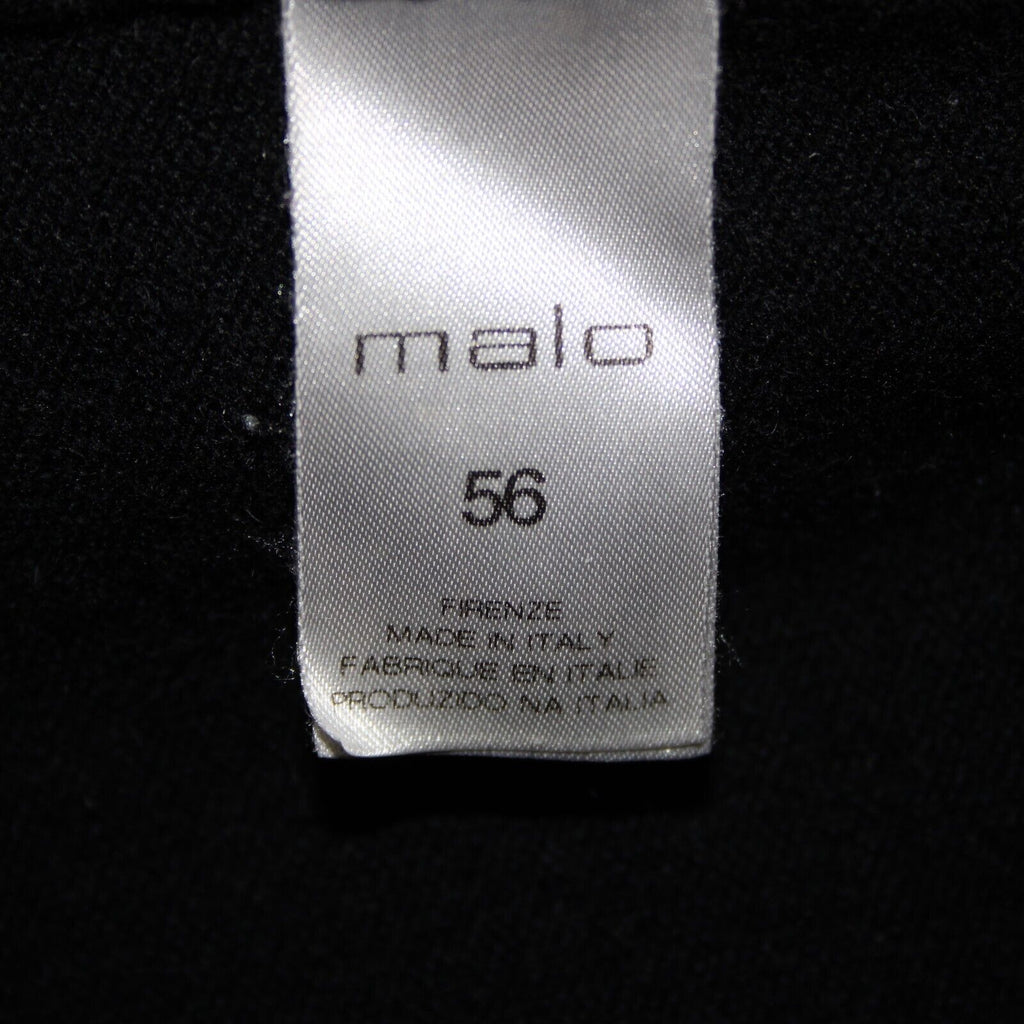 malo
56
FIRENZE
MADE IN ITALY
FABRIQUE EN ITALIE
PRODUZIDO NA ITALIA